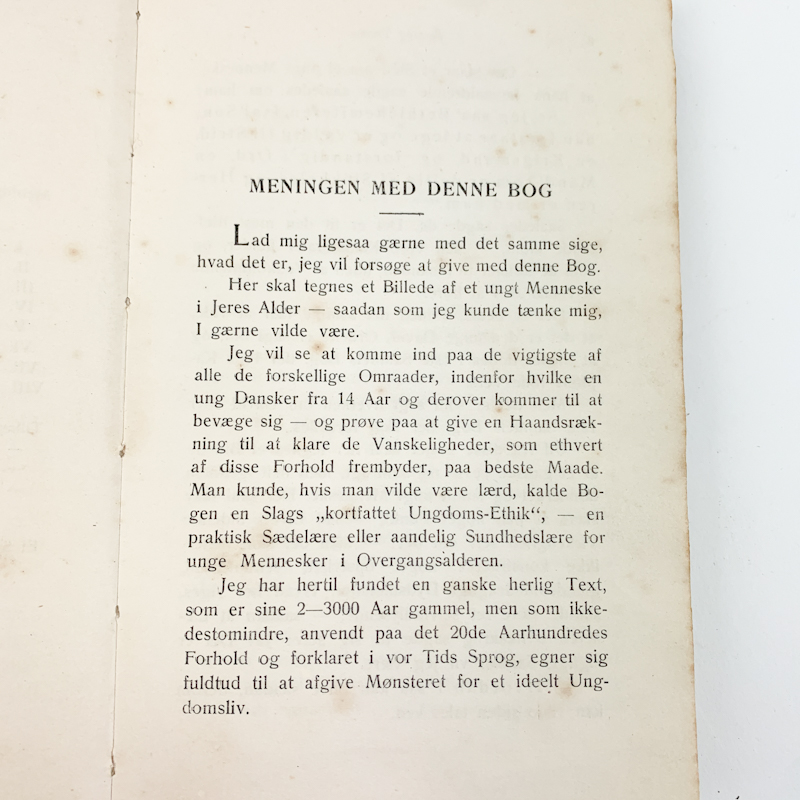 MENINGEN MED DENNE BOG
Lad mig ligesaa gærne med det samme sige,
hvad det er, jeg vil forsøge at give med denne Bog.
Her skal tegnes et Billede af et ungt Menneske
i Jeres Alder — saadan som jeg kunde tænke mig,
I gærne vilde være.
Jeg vil se at komme ind paa de vigtigste af
alle de forskellige Omraader, indenfor hvilke en
ung Dansker fra 14 Aar og derover kommer til at
bevæge sig — og prøve paa at give en Haandsræk-
ning til at klare de Vanskeligheder, som ethvert
af disse Forhold frembyder, paa bedste Maade.
Man kunde, hvis man vilde være lærd, kalde Bo-
gen en Slags „kortfattet Ungdoms-Ethik“, — en
praktisk Sædelære eller aandelig Sundhedslære for
unge Mennesker i Overgangsalderen.
Jeg har hertil fundet en ganske herlig Text,
som er sine 2—3000 Aar gammel, men som ikke-
destomindre, anvendt paa det 20de Aarhundredes
Forhold og forklaret i vor Tids Sprog, egner sig
fuldtud til at afgive Mønsteret for et ideelt Ung-
domsliv.